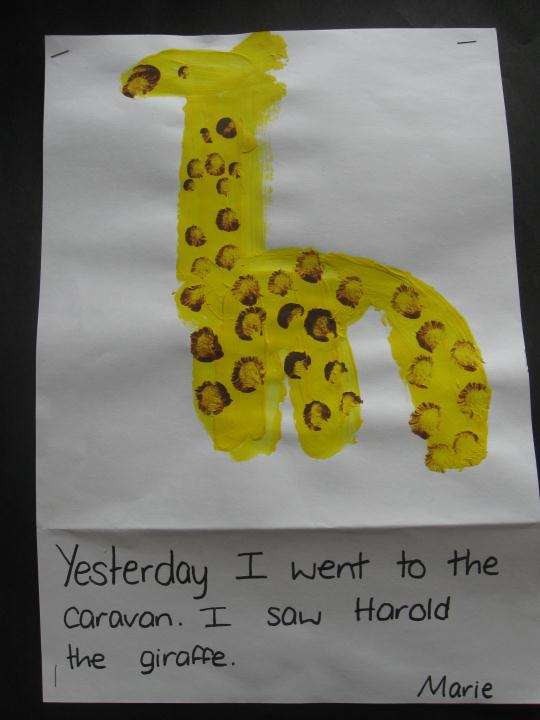 Yesterday I went to the
caravan. I saw Harold
the giraffe.
Marie